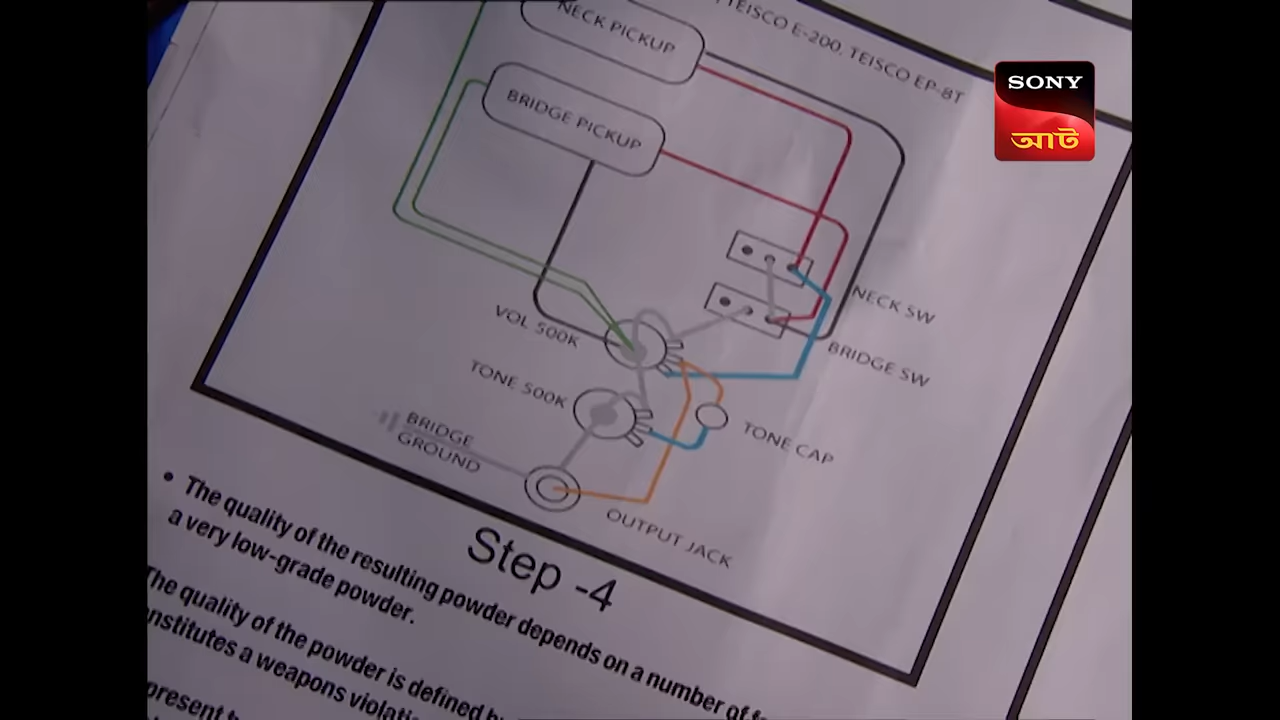 , TEISCO E-200, TEISCO EP-8T
NECK PICKUP
SONY
আট
BRIDGE PICKUP
NECK SW
VOL 500K
BRIDGE SW
TONE 500K
BRIDGE
GROUND
TONE CAP
OUTPUT JACK
Step -4
• The quality of the resulting powder depends on a number of
a very low-grade powder.
The quality of the powder is defined
a weapons
present